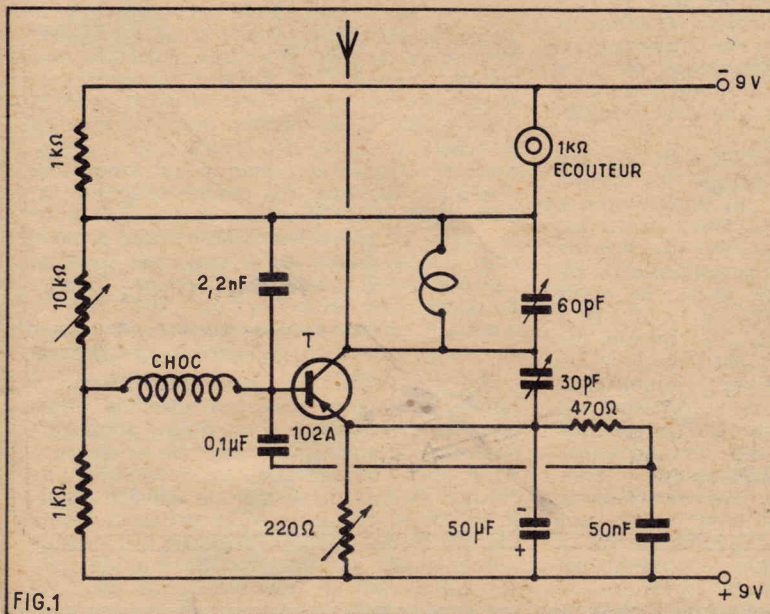 - 9V
1kΩ
1kΩ
ECOUTEUR
10kΩ
2,2nF
60pF
CHOC
T
30pF
470Ω
0,1µF
102A
1kΩ
220Ω
50µF
-
+
50nF
+ 9V
FIG.1